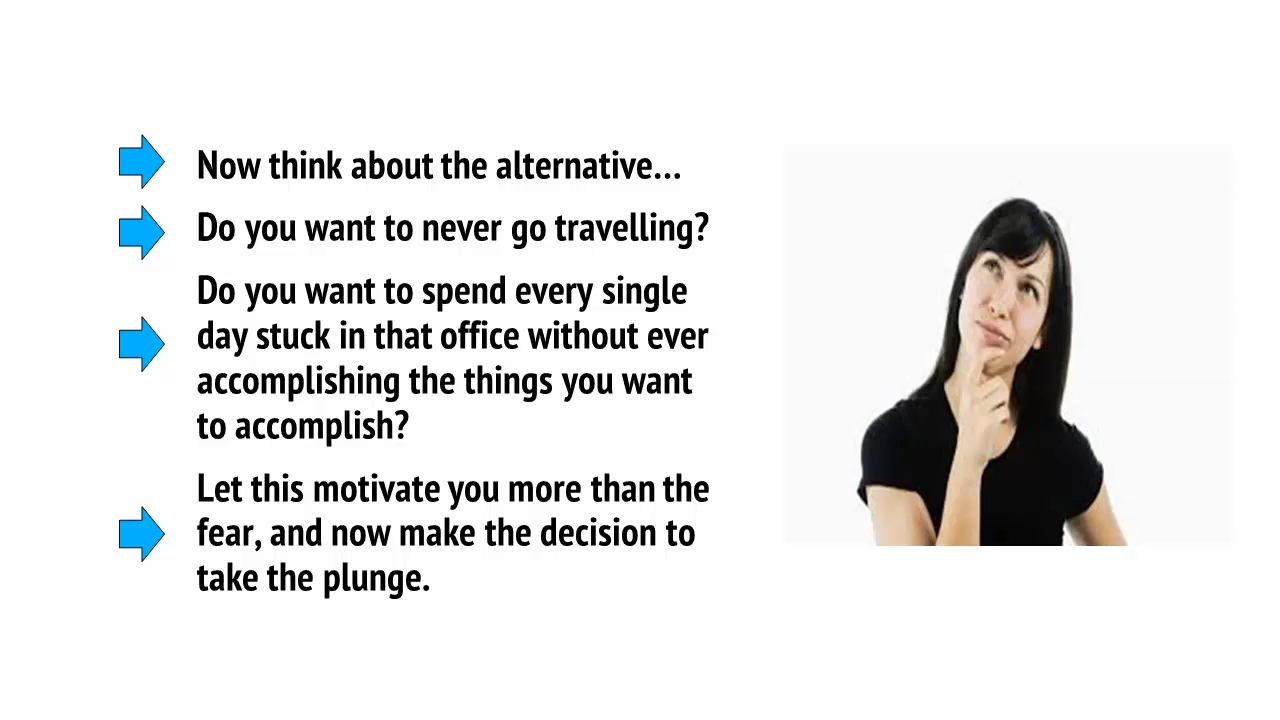 Now think about the alternative...
Do you want to never go travelling?
Do you want to spend every single
day stuck in that office without ever
accomplishing the things you want
to accomplish?
Let this motivate you more than the
fear, and now make the decision to
take the plunge.